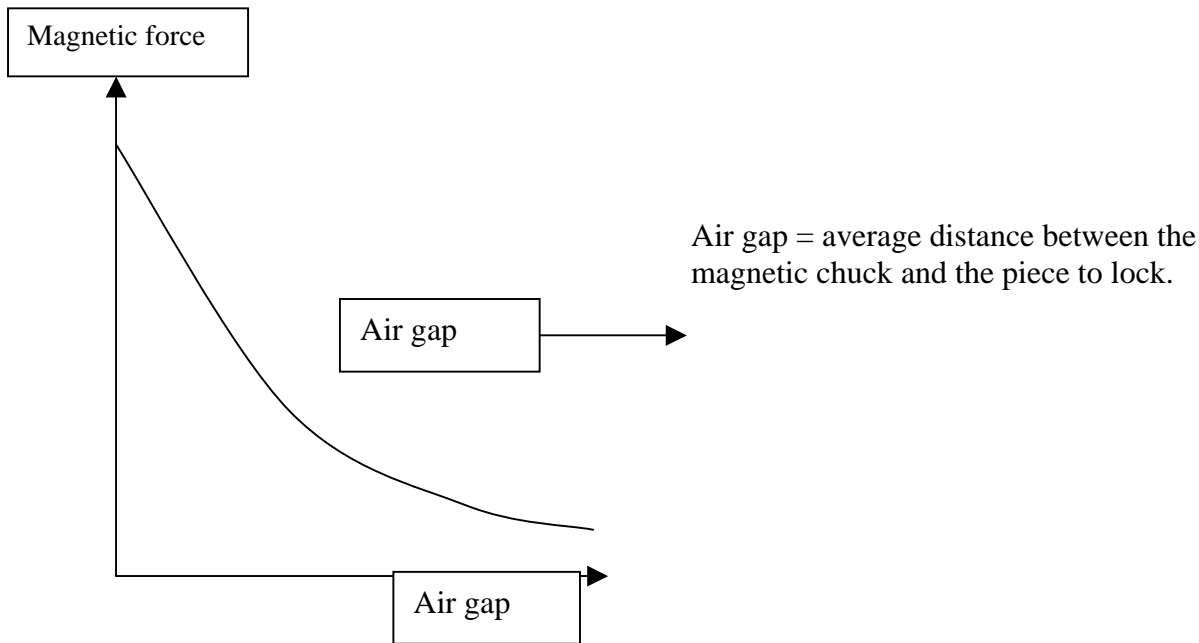 Magnetic force
Air gap = average distance between the
magnetic chuck and the piece to lock.
Air gap
Air gap